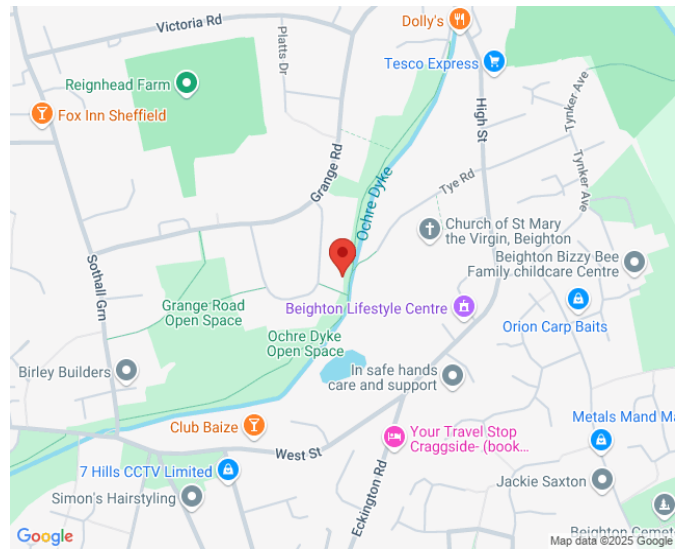 Dolly's
Victoria Rd
Platts Dr
Tesco Express
Reignhead Farm
Tynker Ave
Fox Inn Sheffield
High St
Grange Rd
Ochre Dyke
Tye Rd
Tynker Ave
Church of St Mary
the Virgin, Beighton
Sothall Grn
Beighton Bizzy Bee
Family childcare Centre
Grange Road
Open Space
Beighton Lifestyle Centre
Orion Carp Baits
Ochre Dyke
Open Space
Birley Builders
In safe hands
care and support
Club Baize
Metals Mand Ma
Your Travel Stop
Craggside- (book...
West St
7 Hills CCTV Limited
Eckington Rd
Jackie Saxton
Simon's Hairstyling
Beighton Ceme
Google
Map data ©2025 Google